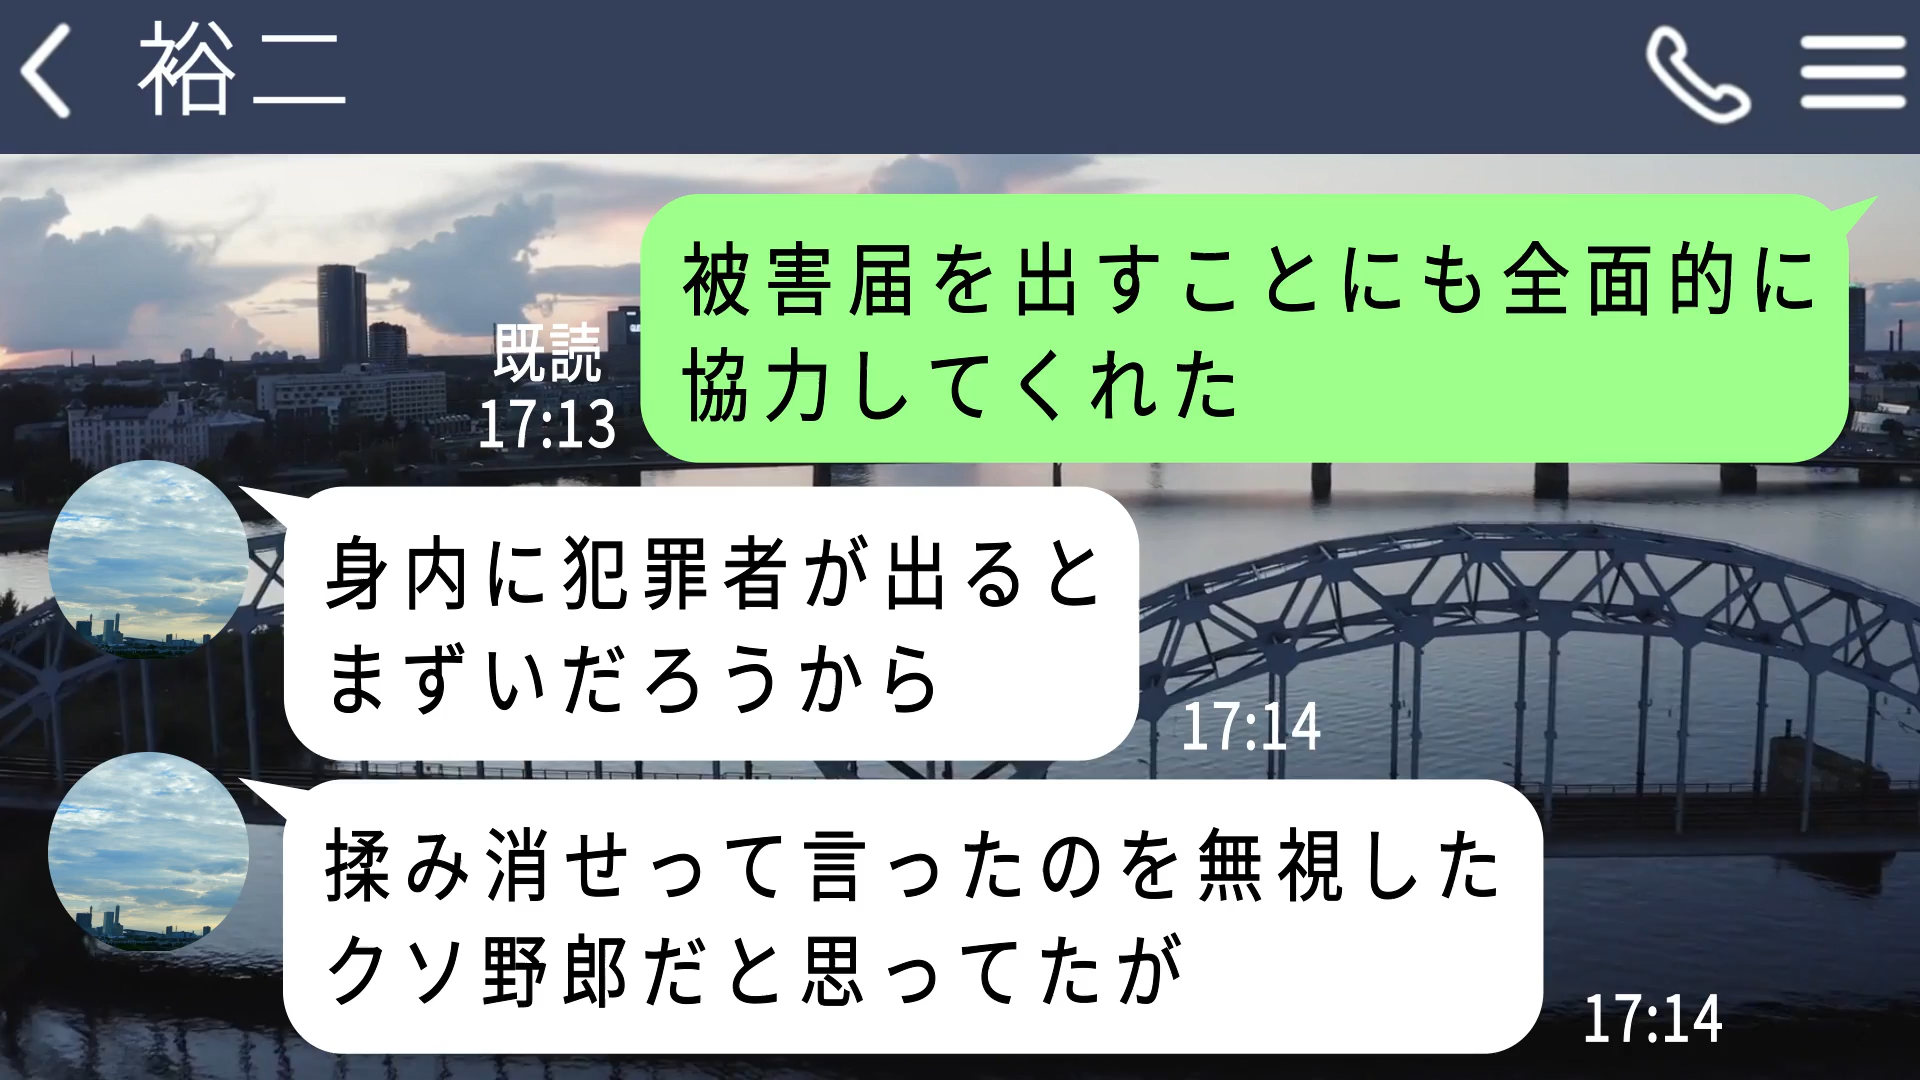 裕二
被害届を出すことにも全面的に
協力してくれた
既読
17:13
身内に犯罪者が出ると
まずいだろうから
17:14
揉み消せって言ったのを無視した
クソ野郎だと思ってたが
17:14